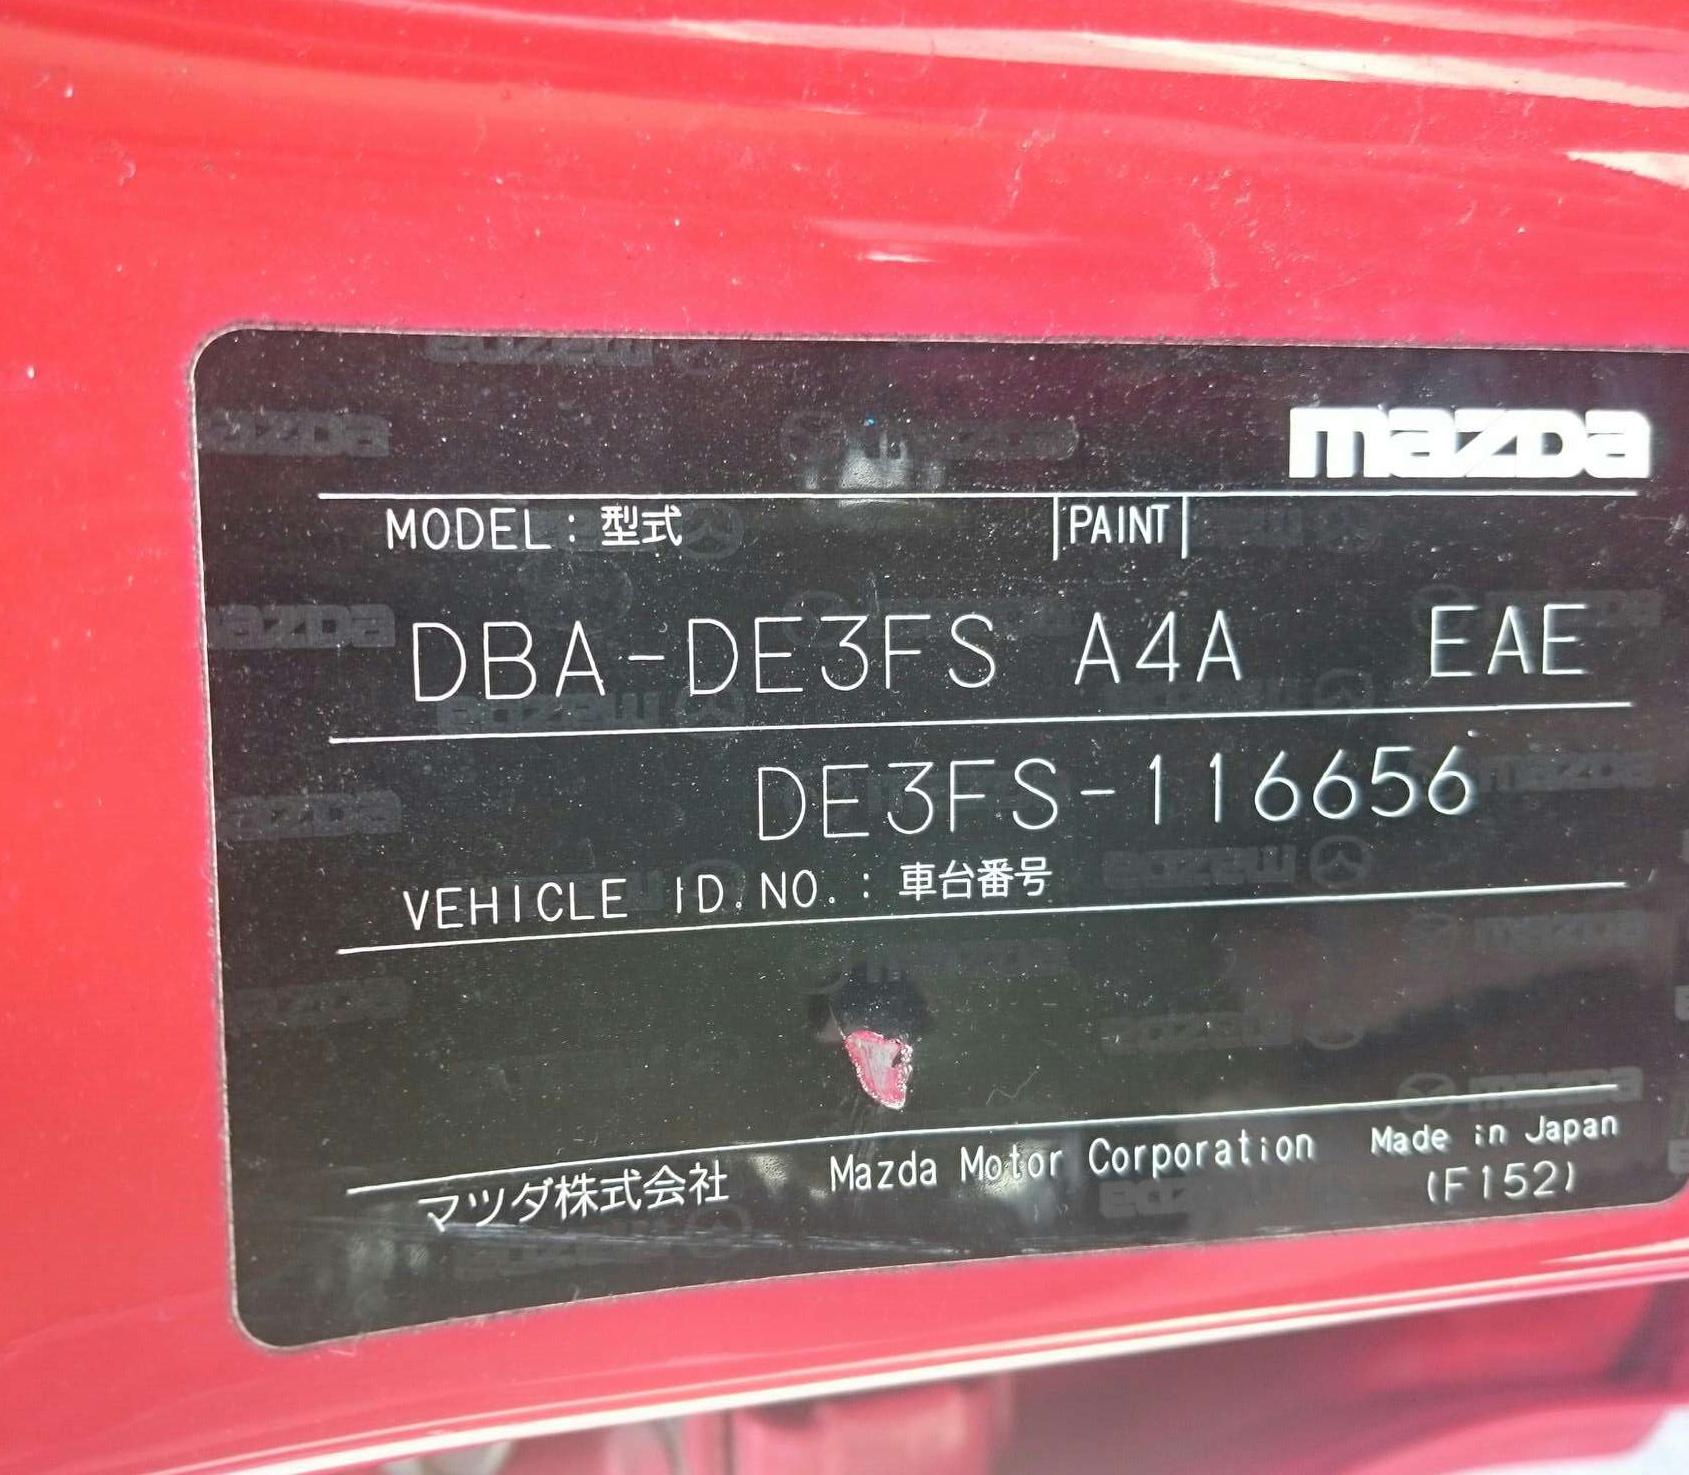 mazda
MODEL : 型式 PAINT
DBA-DE3FS A4A EAE
DE3FS-116656
VEHICLE ID.NO. : 車台番号
マツダ株式会社 Mazda Motor Corporation Made in Japan
(F152)